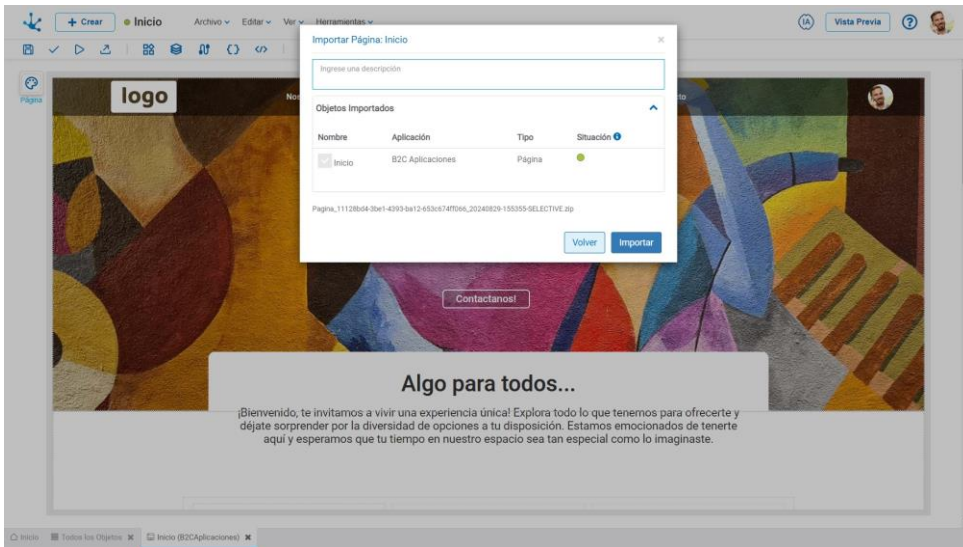 + Crear
Inicio
Archivo
Editar
Ver
Herramientas
IA
Vista Previa
?
Página
logo
Nos
to
Importar Página: Inicio
Ingrese una descripción
Objetos Importados
Nombre Aplicación Tipo Situación
Inicio B2C Aplicaciones Página
Pagina_11128bd4-3be1-4393-ba12-653c674ff066_20240829-155355-SELECTIVE.zip
Volver
Importar
Contactanos!
Algo para todos...
¡Bienvenido, te invitamos a vivir una experiencia única! Explora todo lo que tenemos para ofrecerte y
déjate sorprender por la diversidad de opciones a tu disposición. Estamos emocionados de tenerte
aquí y esperamos que tu tiempo en nuestro espacio sea tan especial como lo imaginaste.
Inicio
Todos los Objetos
Inicio (B2CAplicaciones)